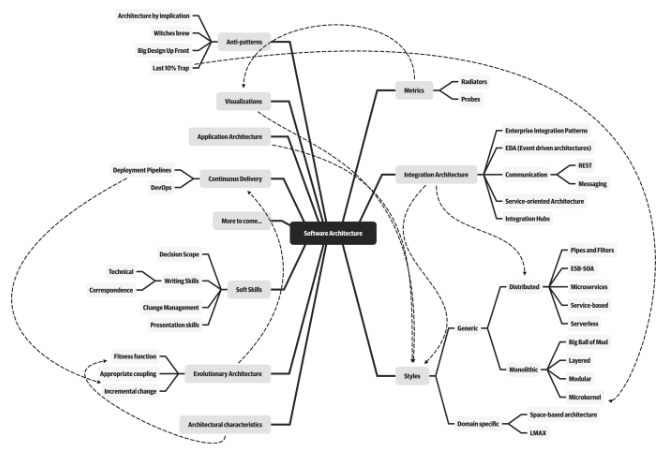 Architecture by implication
Witches brew
Big Design Up Front
Last 10% Trap
Anti-patterns
Visualizations
Application Architecture
Deployment Pipelines
DevOps
Continuous Delivery
More to come...
Decision Scope
Technical
Correspondence
Writing Skills
Change Management
Presentation skills
Soft Skills
Fitness function
Appropriate coupling
Incremental change
Evolutionary Architecture
Architectural characteristics
Software Architecture
Metrics
Radiators
Probes
Integration Architecture
Enterprise Integration Patterns
EDA (Event driven architectures)
Communication
REST
Messaging
Service-oriented Architecture
Integration Hubs
Styles
Generic
Distributed
Pipes and Filters
ESB-SOA
Microservices
Service-based
Serverless
Monolithic
Big Ball of Mud
Layered
Modular
Microkernel
Domain specific
Space-based architecture
LMAX